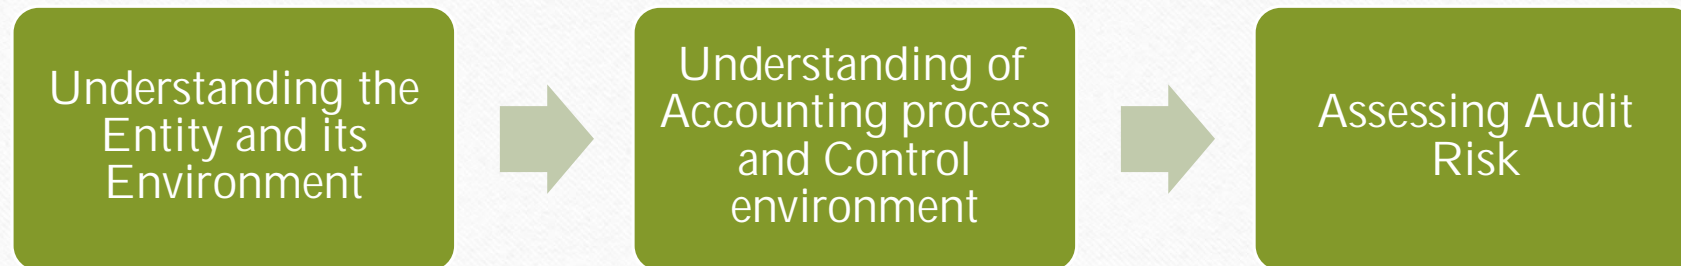 Understanding the
Entity and its
Environment
Understanding of
Accounting process
and Control
environment
Assessing Audit
Risk